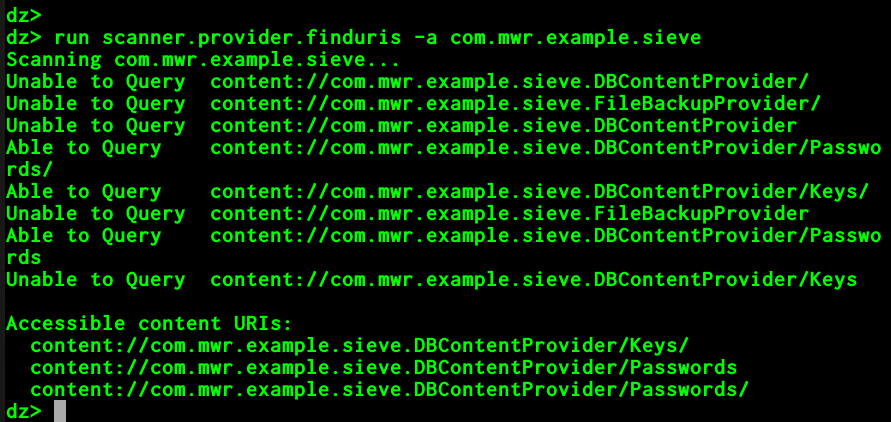 dz>
dz> run scanner.provider.finduris -a com.mwr.example.sieve
Scanning com.mwr.example.sieve...
Unable to Query  content://com.mwr.example.sieve.DBContentProvider/
Unable to Query  content://com.mwr.example.sieve.FileBackupProvider/
Unable to Query  content://com.mwr.example.sieve.DBContentProvider
Able to Query    content://com.mwr.example.sieve.DBContentProvider/Passwo
rds/
Able to Query    content://com.mwr.example.sieve.DBContentProvider/Keys/
Unable to Query  content://com.mwr.example.sieve.FileBackupProvider
Able to Query    content://com.mwr.example.sieve.DBContentProvider/Passwo
rds
Unable to Query  content://com.mwr.example.sieve.DBContentProvider/Keys

Accessible content URIs:
  content://com.mwr.example.sieve.DBContentProvider/Keys/
  content://com.mwr.example.sieve.DBContentProvider/Passwords
  content://com.mwr.example.sieve.DBContentProvider/Passwords/
dz>